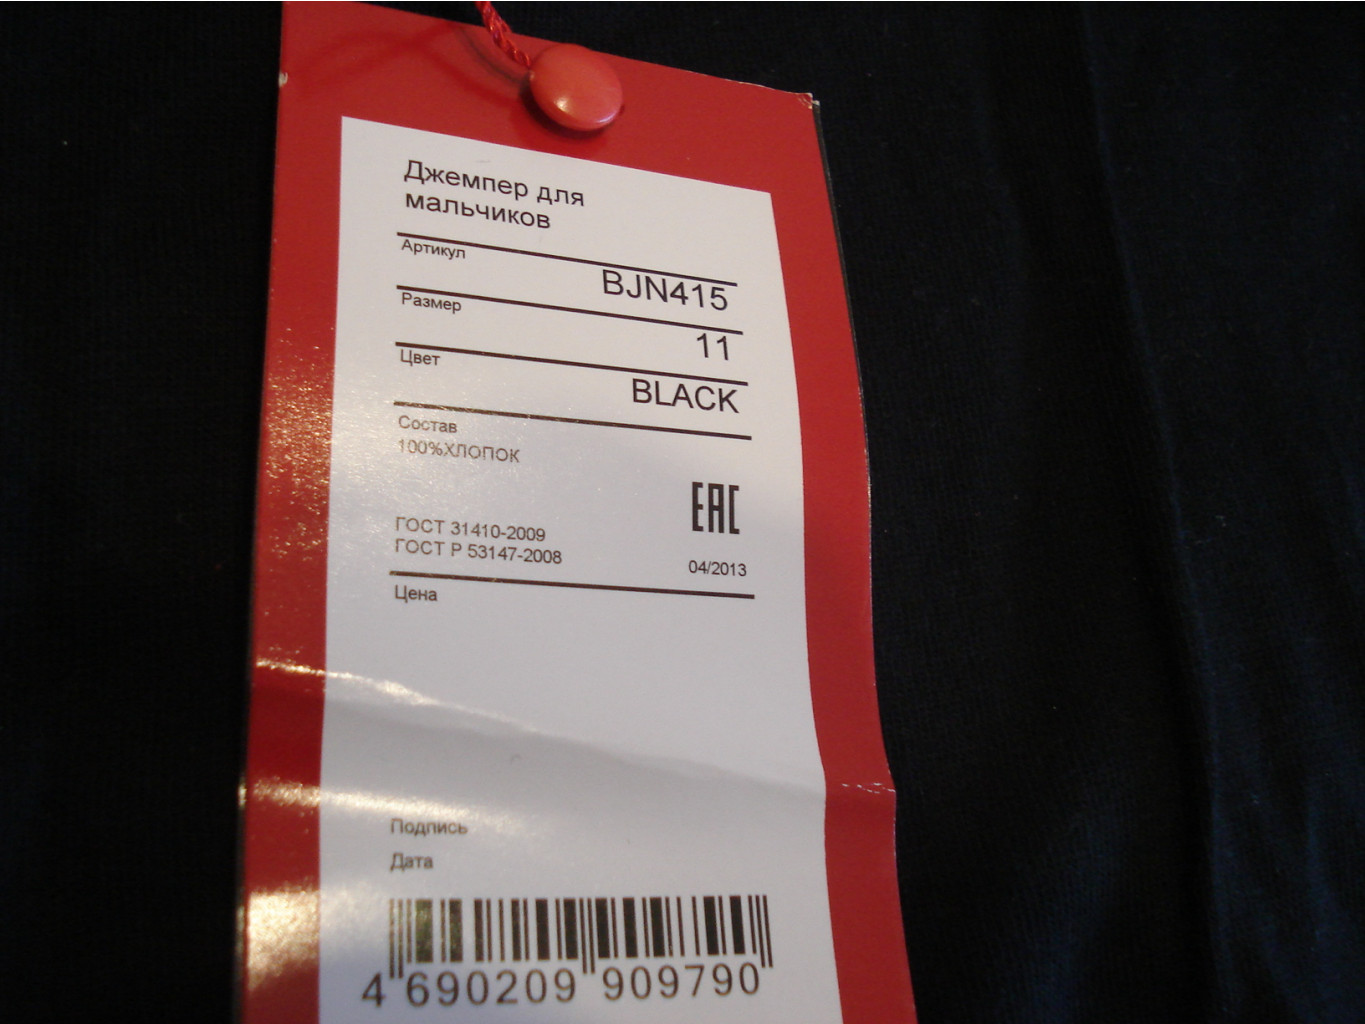 Джемпер для
мальчиков
Артикул
BJN415
Размер
11
Цвет
BLACK
Состав
100%ХЛОПОК
EAC
ГОСТ 31410-2009
ГОСТ Р 53147-2008
04/2013
Цена
Подпись
Дата
4 690209 909790